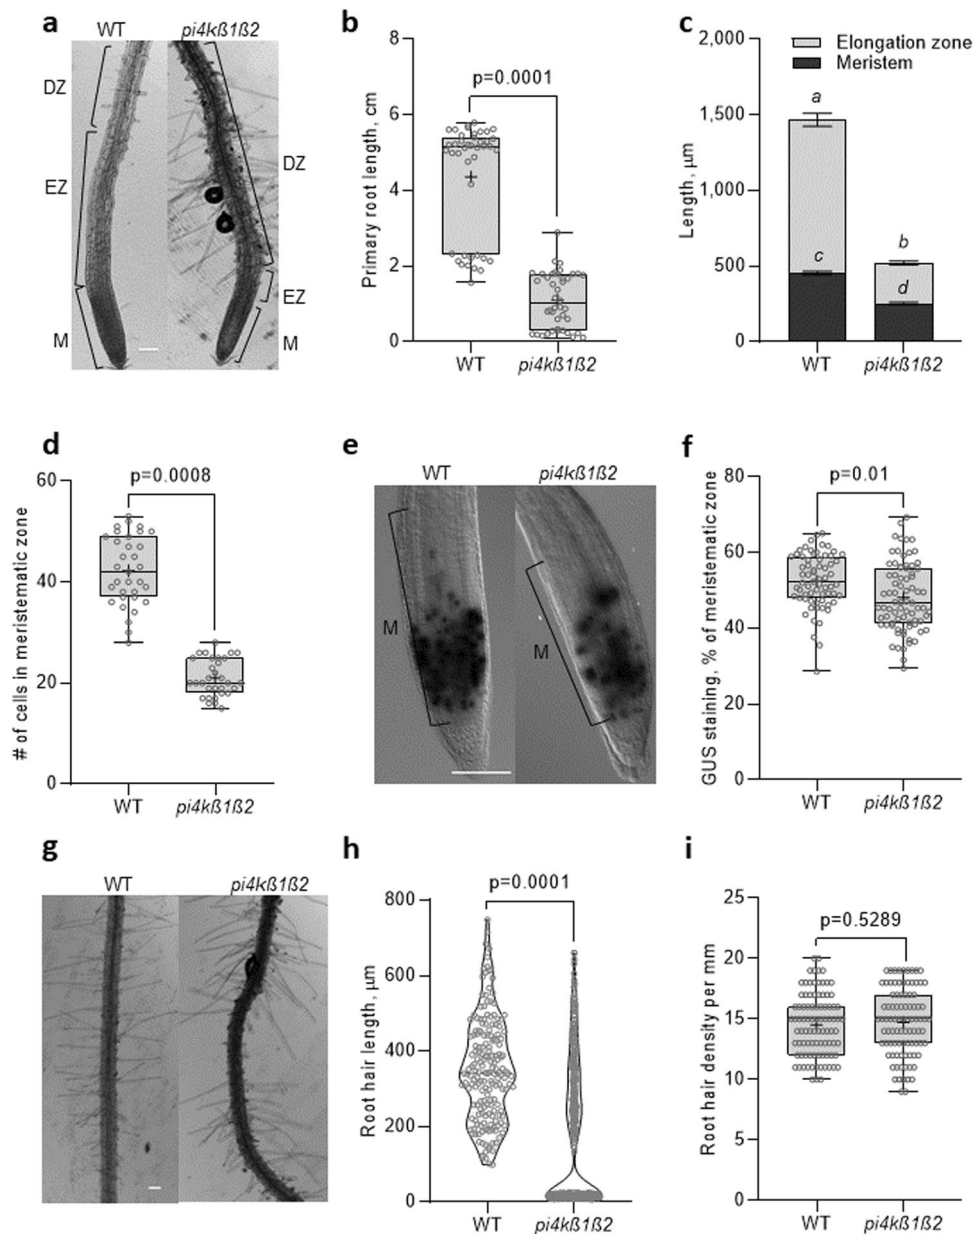 a
WT
pi4kß1ß2
DZ
EZ
M
DZ
EZ
M
b
Primary root length, cm
8
6
4
2
0
p=0.0001
WT
pi4kß1ß2
c
Length, µm
2,000
1,500
1,000
500
0
Elongation zone
Meristem
a
b
c
d
WT
pi4kß1ß2
d
# of cells in meristematic zone
60
40
20
0
p=0.0008
WT
pi4kß1ß2
e
WT
pi4kß1ß2
M
M
f
GUS staining, % of meristematic zone
80
60
40
20
0
p=0.01
WT
pi4kß1ß2
g
WT
pi4kß1ß2
h
Root hair length, µm
800
600
400
200
0
p=0.0001
WT
pi4kß1ß2
i
Root hair density per mm
25
20
15
10
5
0
p=0.5289
WT
pi4kß1ß2